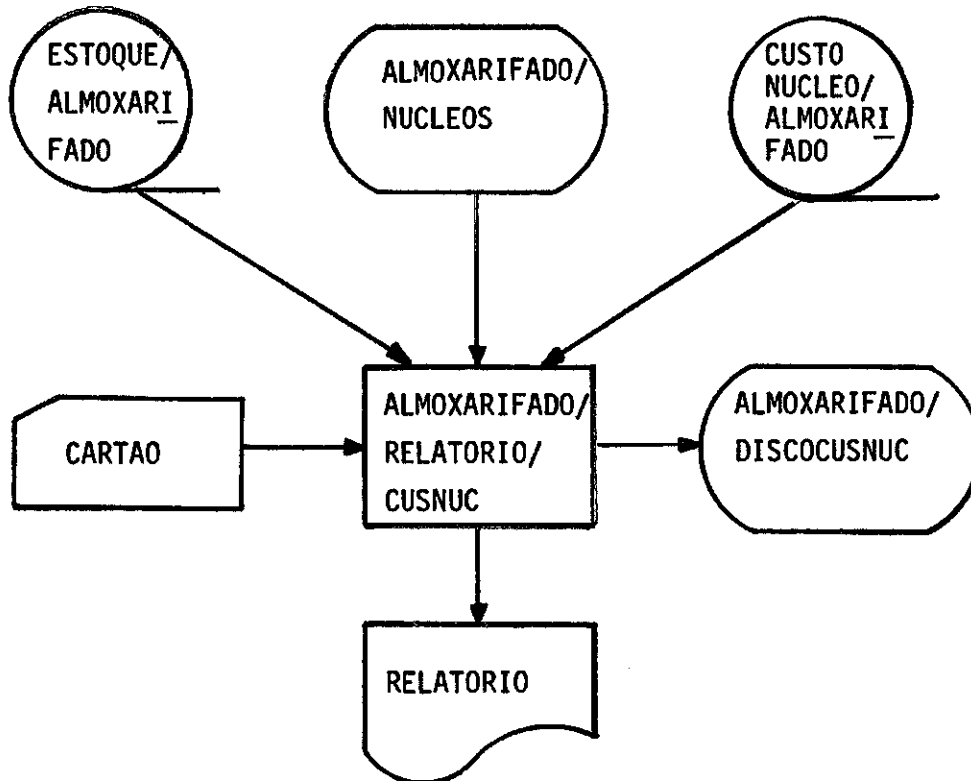 ESTOQUE/
ALMOXARI
FADO
ALMOXARIFADO/
NUCLEOS
CUSTO
NUCLEO/
ALMOXARI
FADO
CARTAO
ALMOXARIFADO/
RELATORIO/
CUSNUC
ALMOXARIFADO/
DISCOCUSNUC
RELATORIO